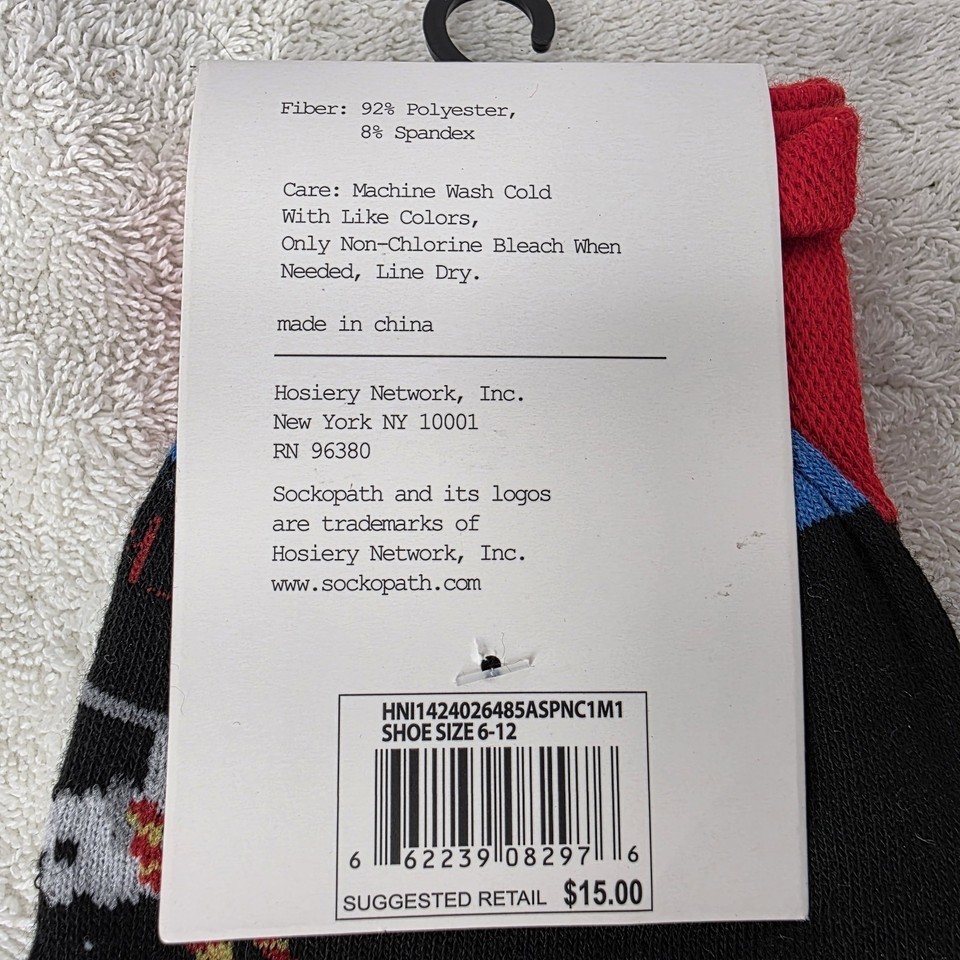 Fiber: 92% Polyester,
8% Spandex
Care: Machine Wash Cold
With Like Colors,
Only Non-Chlorine Bleach When
Needed, Line Dry.
made in china
Hosiery Network, Inc.
New York NY 10001
RN 96380
Sockopath and its logos
are trademarks of
Hosiery Network, Inc.
www.sockopath.com
HNI1424026485ASPNC1M1
SHOE SIZE 6-12
6 62239 08297 6
SUGGESTED RETAIL $15.00